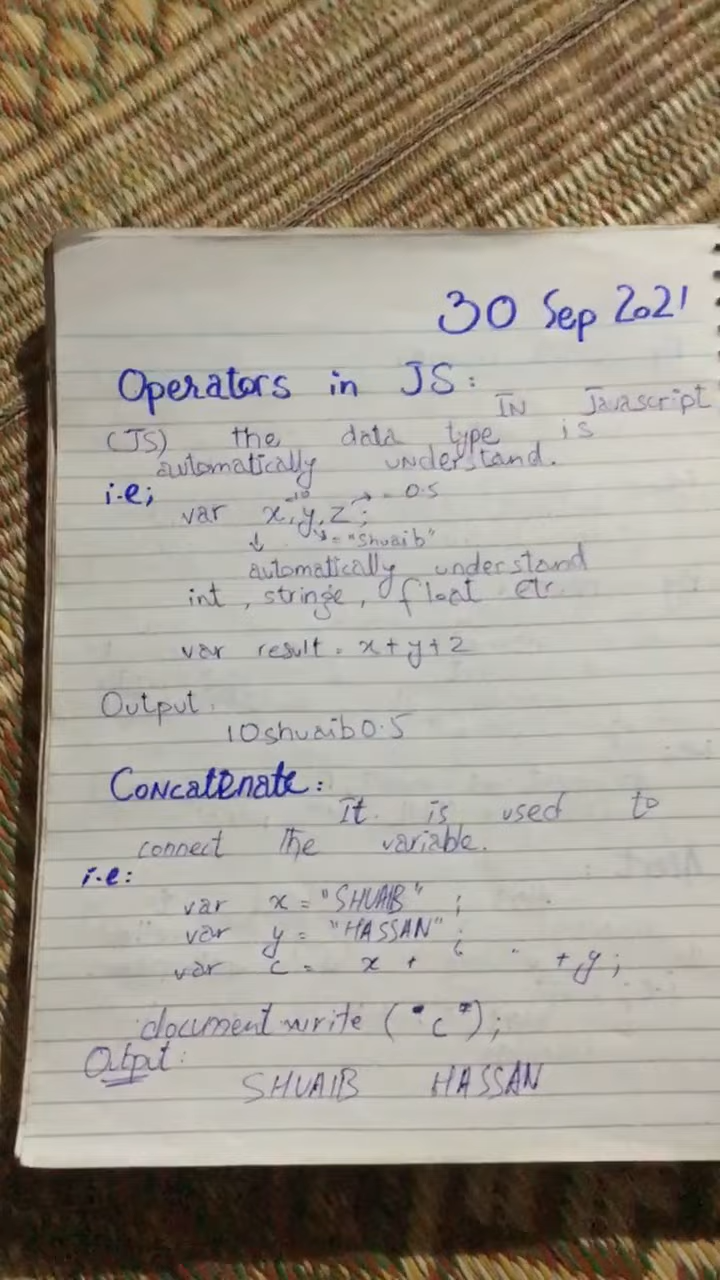 30 Sep 2021
Operators in JS:
IN Javascript
(JS) the data type is
automatically understand.
i.e;
var x, y, z ;
=10 → = 0.5
↓ ↘ = "Shuaib"
automatically understand
int, stringe, float etc
var result = x+y+z
Output.
10shuaib0.5
Concatenate:
It is used to
connect the variable.
i.e:
var x = "SHUAIB" ;
var y = "HASSAN" ;
var c = x + " " + y ;
document write ("c");
Output:
SHUAIB HASSAN